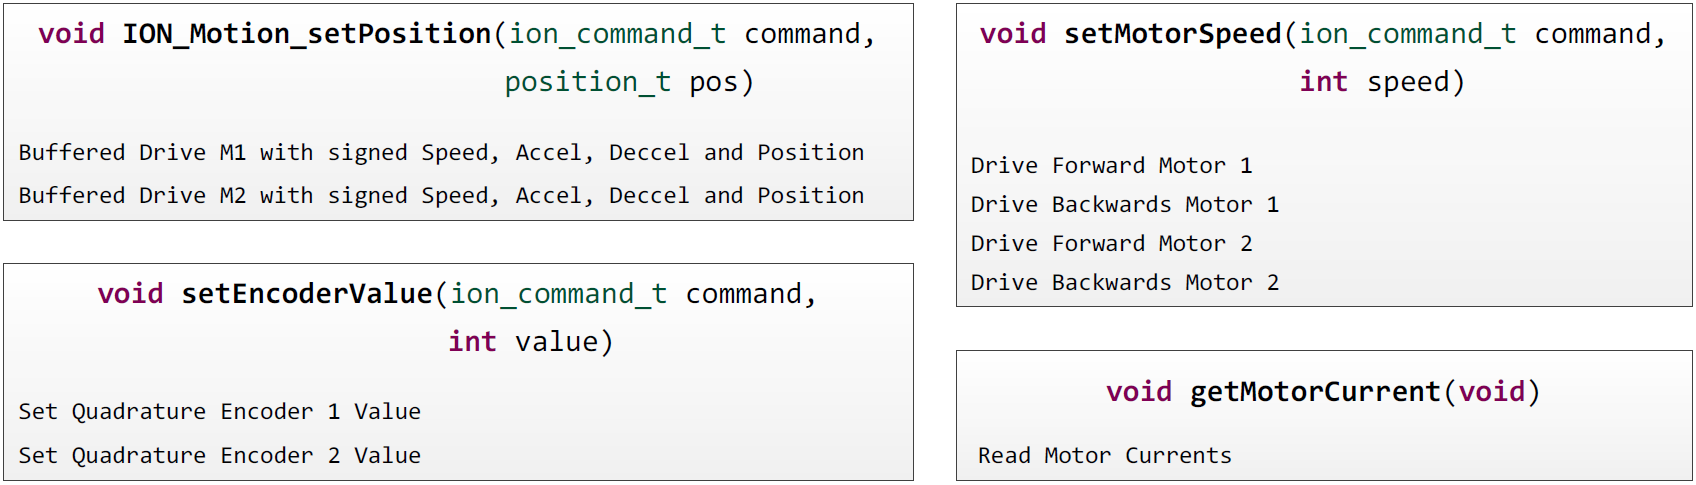 void ION_Motion_setPosition(ion_command_t command,
position_t pos)
Buffered Drive M1 with signed Speed, Accel, Deccel and Position
Buffered Drive M2 with signed Speed, Accel, Deccel and Position
void setEncoderValue(ion_command_t command,
int value)
Set Quadrature Encoder 1 Value
Set Quadrature Encoder 2 Value
void setMotorSpeed(ion_command_t command,
int speed)
Drive Forward Motor 1
Drive Backwards Motor 1
Drive Forward Motor 2
Drive Backwards Motor 2
void getMotorCurrent(void)
Read Motor Currents